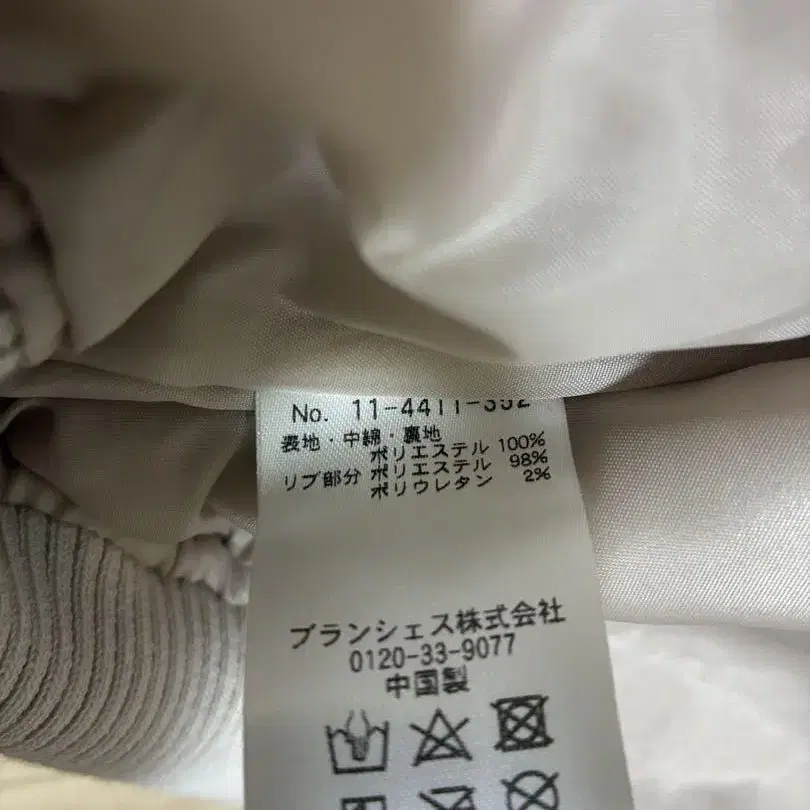 No. 11-4411-392
表地・中綿・裏地
ポリエステル 100%
リブ部分 ポリエステル 98%
ポリウレタン 2%
ブランシェス株式会社
0120-33-9077
中国製